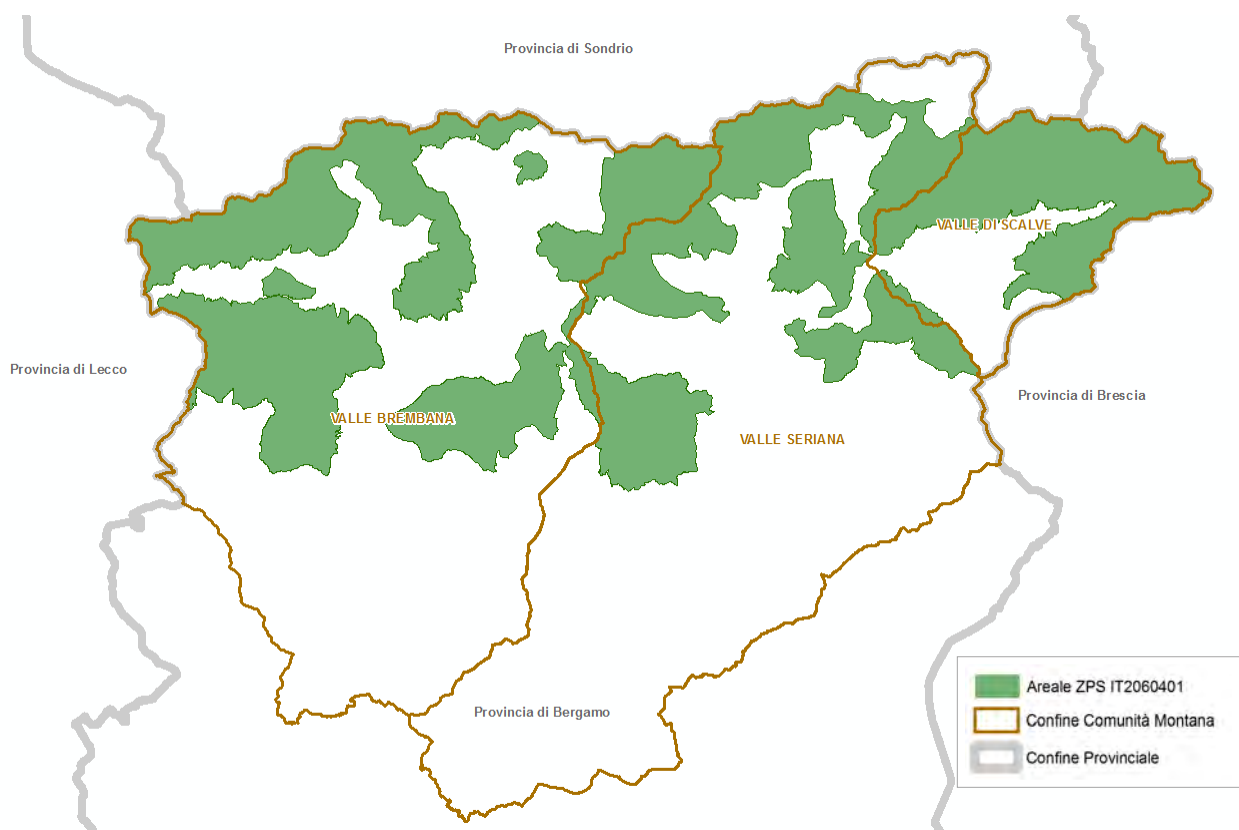 Provincia di Sondrio
VALLE DI SCALVE
Provincia di Lecco
Provincia di Brescia
VALLE BREMBANA
VALLE SERIANA
Provincia di Bergamo
Areale ZPS IT2060401
Confine Comunità Montana
Confine Provinciale